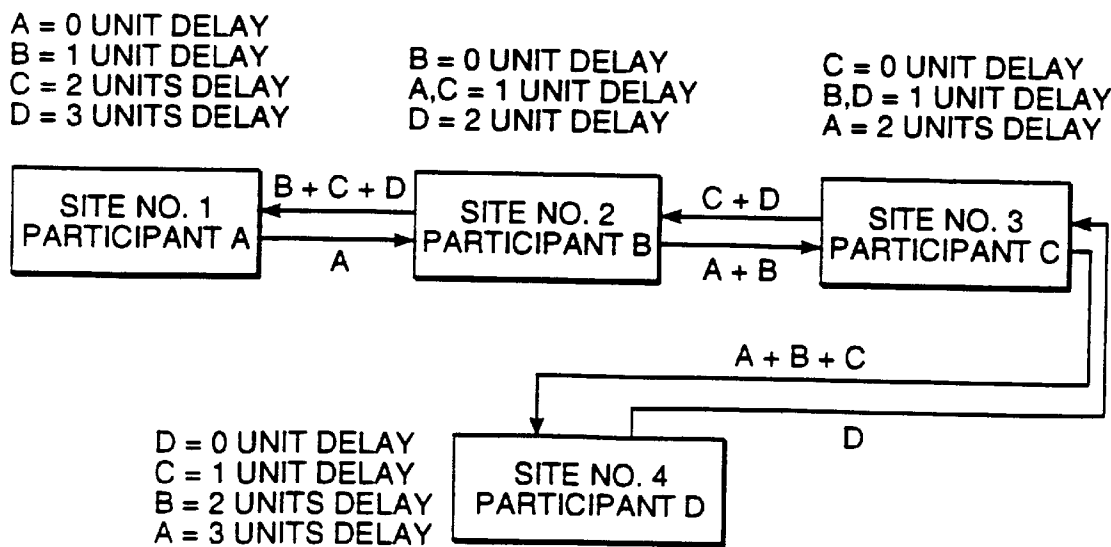 A = 0 UNIT DELAY
B = 1 UNIT DELAY
C = 2 UNITS DELAY
D = 3 UNITS DELAY
B = 0 UNIT DELAY
A,C = 1 UNIT DELAY
D = 2 UNIT DELAY
C = 0 UNIT DELAY
B,D = 1 UNIT DELAY
A = 2 UNITS DELAY
SITE NO. 1
PARTICIPANT A
B + C + D
A
SITE NO. 2
PARTICIPANT B
C + D
A + B
SITE NO. 3
PARTICIPANT C
A + B + C
D
D = 0 UNIT DELAY
C = 1 UNIT DELAY
B = 2 UNITS DELAY
A = 3 UNITS DELAY
SITE NO. 4
PARTICIPANT D